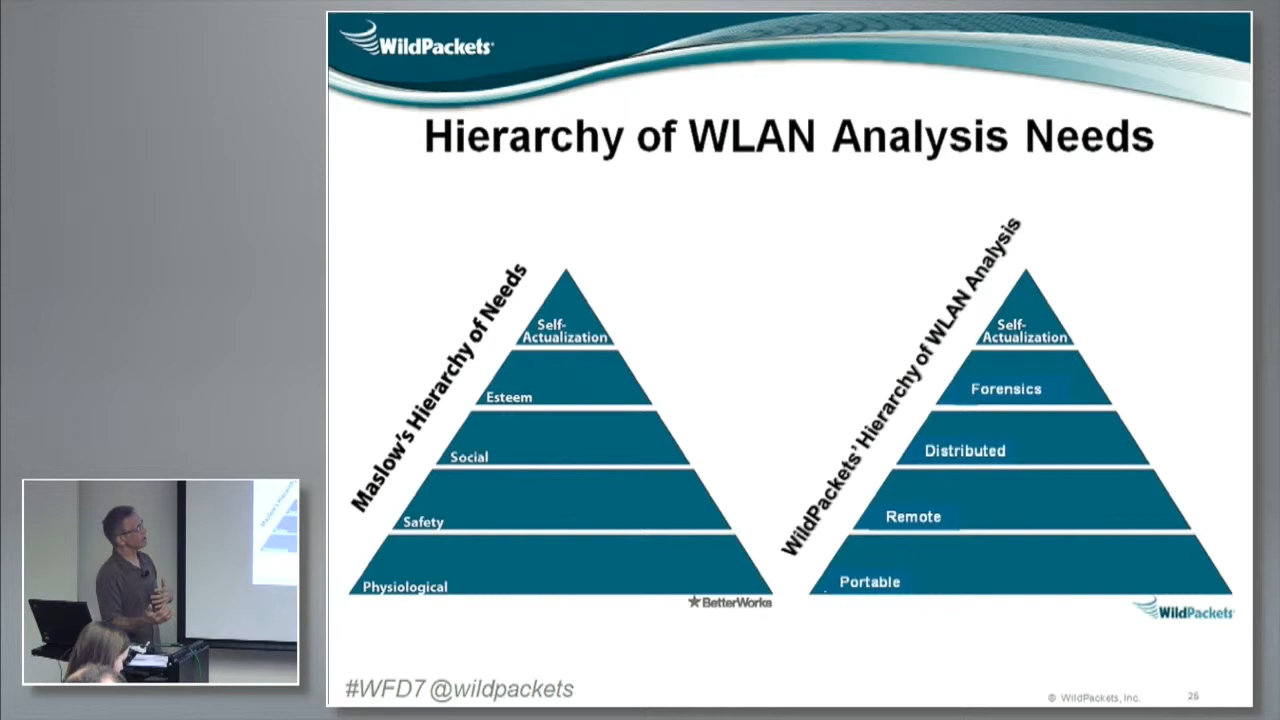 WildPackets
Hierarchy of WLAN Analysis Needs
Maslow's Hierarchy of Needs
Self-
Actualization
Esteem
Social
Safety
Physiological
BetterWorks
WildPackets' Hierarchy of WLAN Analysis
Self-
Actualization
Forensics
Distributed
Remote
Portable
WildPackets
#WFD7 @wildpackets
© WildPackets, Inc.
26